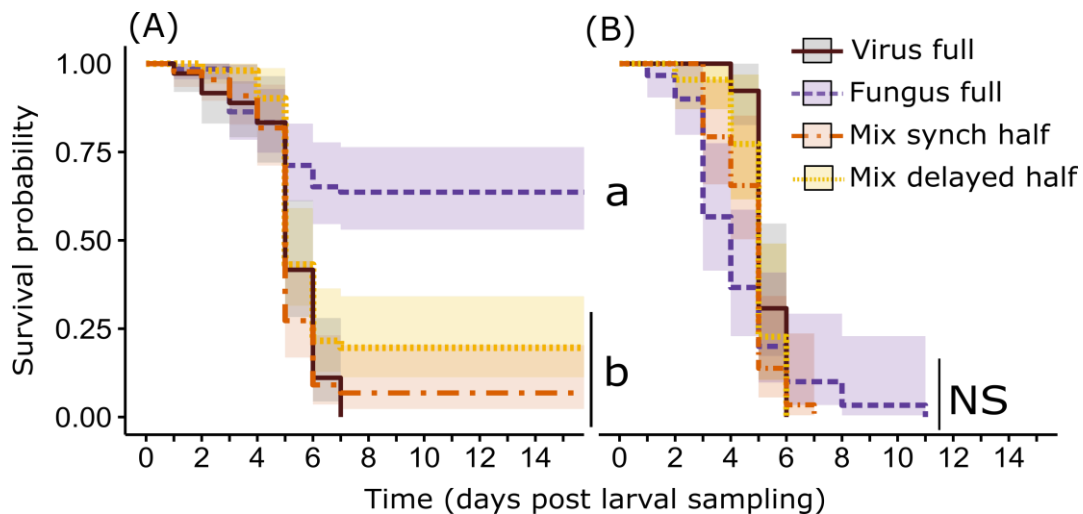 (A)
(B)
Survival probability
1.00
0.75
0.50
0.25
0.00
Virus full
Fungus full
Mix synch half
Mix delayed half
a
b
NS
0 2 4 6 8 10 12 14
0 2 4 6 8 10 12 14
Time (days post larval sampling)